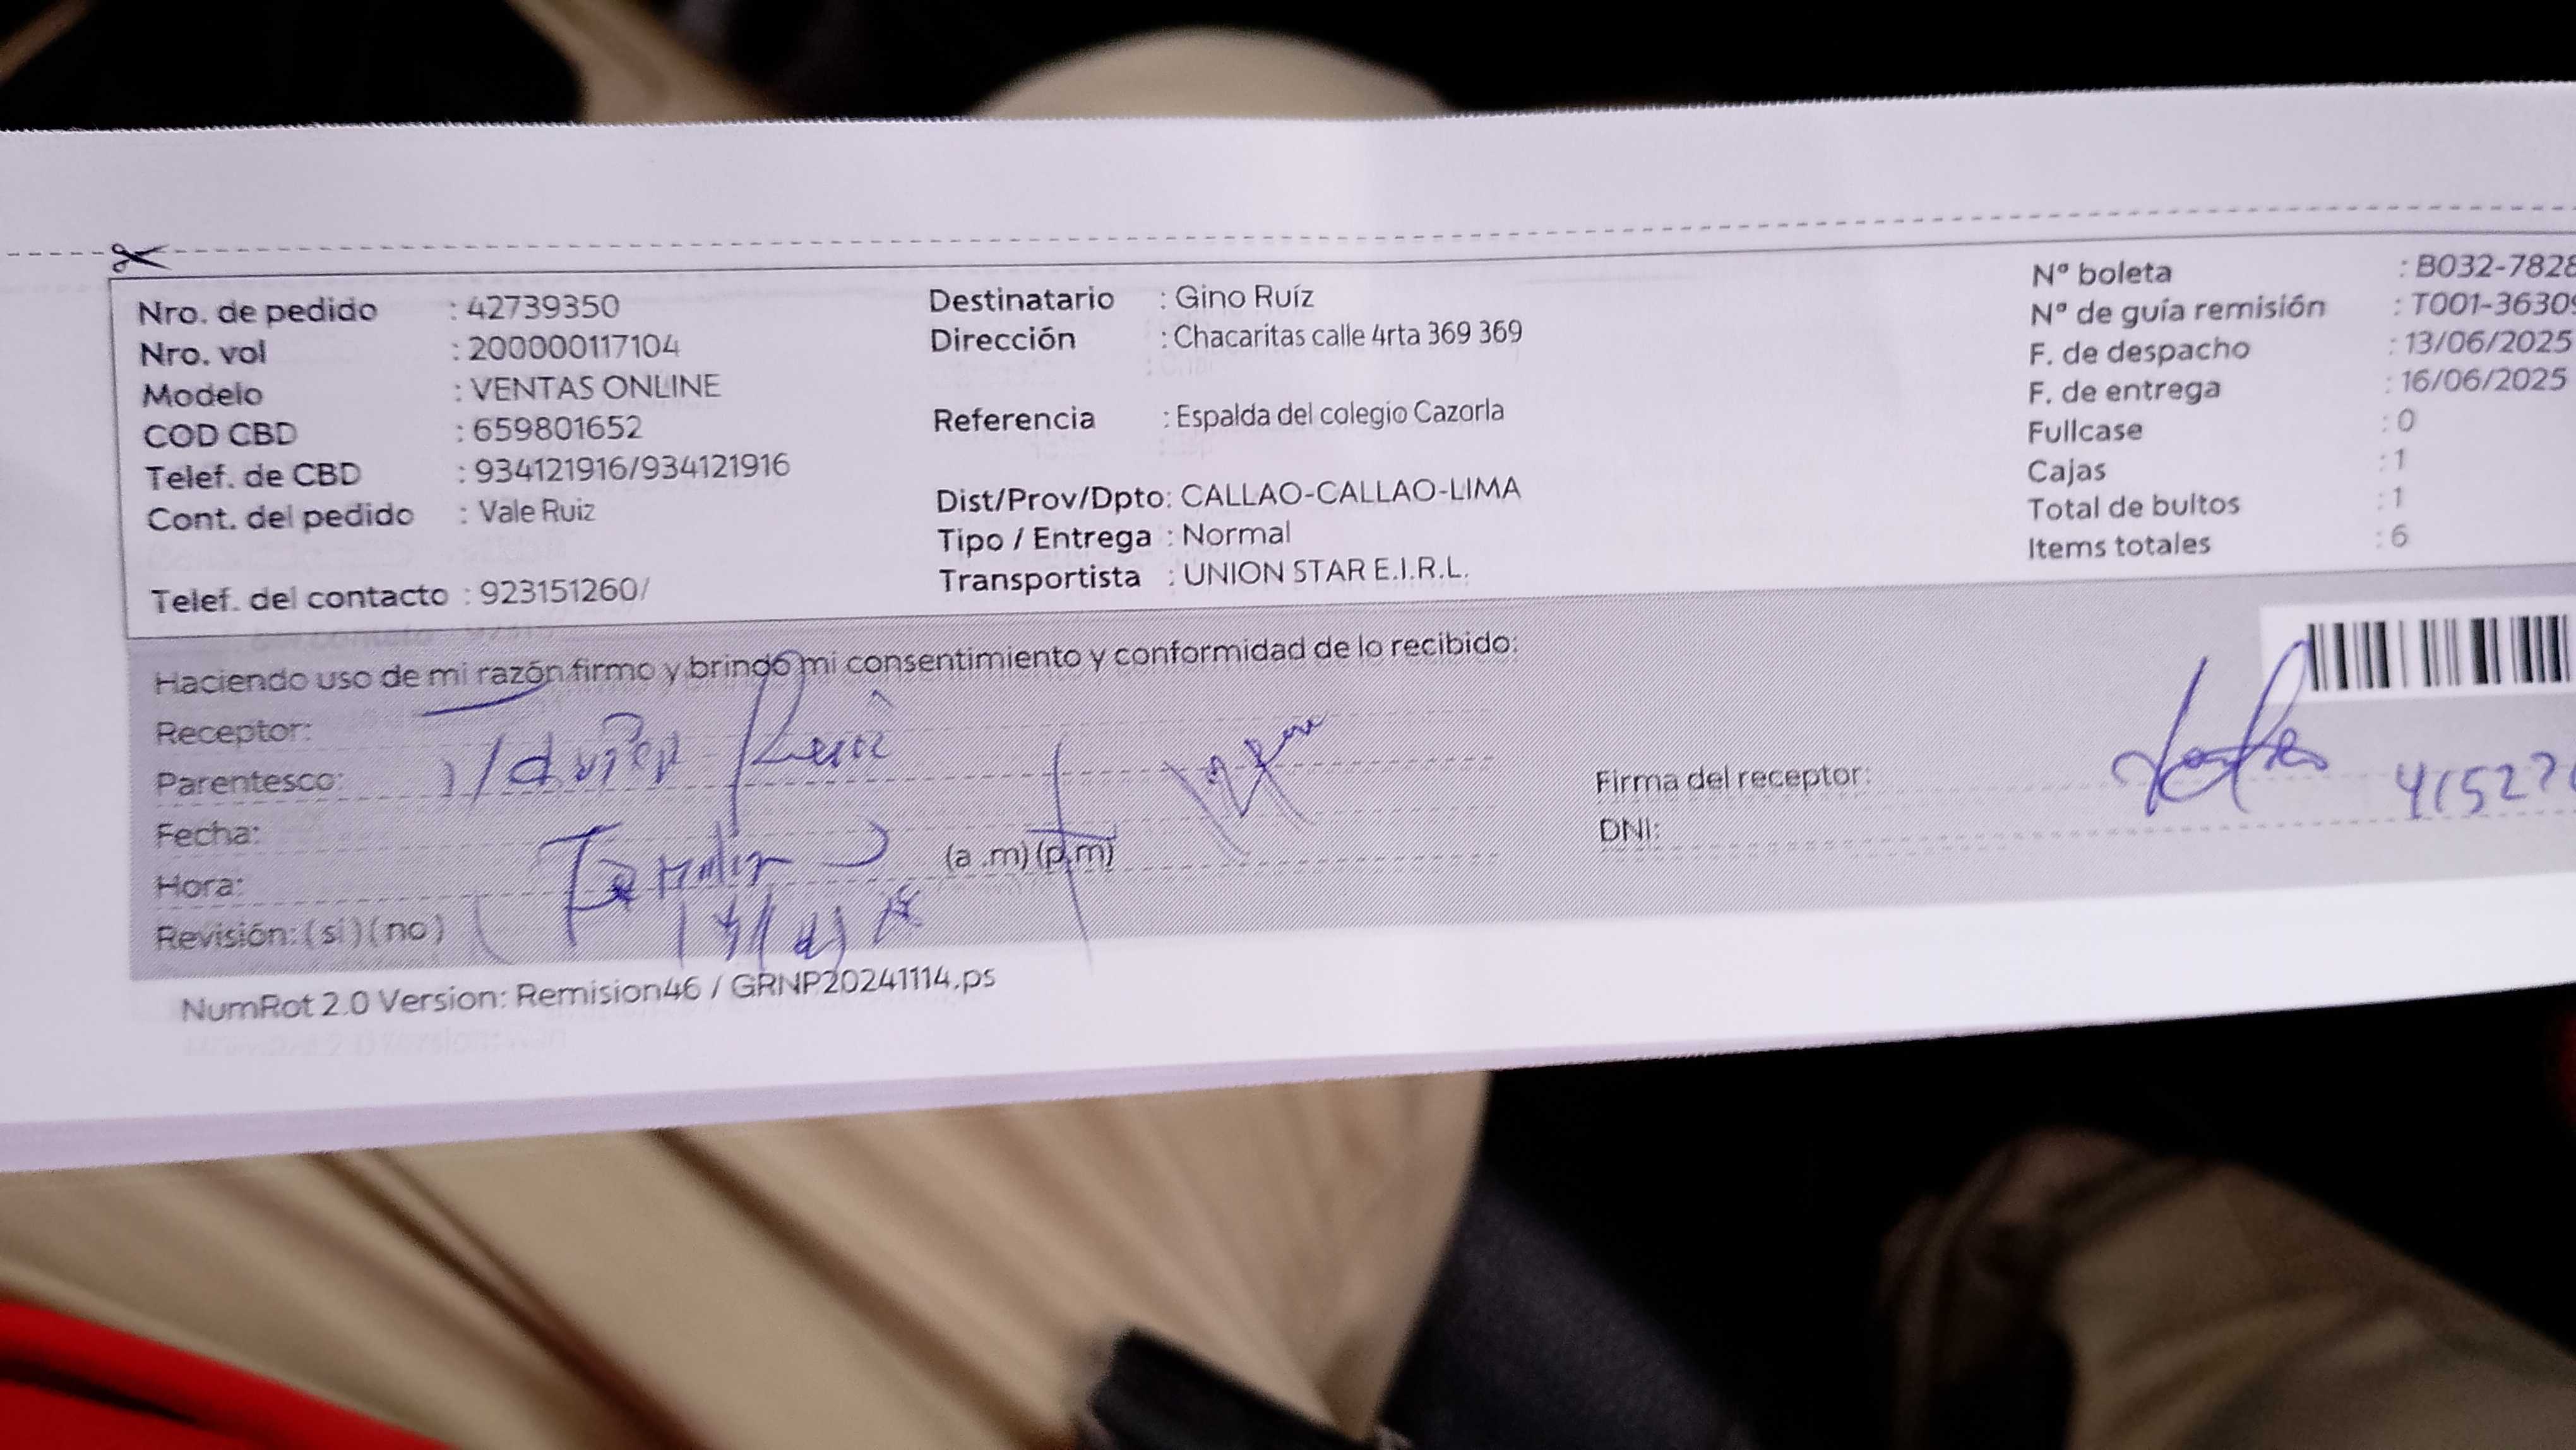 Nro. de pedido : 42739350
Nro. vol : 200000117104
Modelo : VENTAS ONLINE
COD CBD : 659801652
Telef. de CBD : 934121916/934121916
Cont. del pedido : Vale Ruiz
Telef. del contacto : 923151260/
Destinatario : Gino Ruíz
Dirección : Chacaritas calle 4rta 369 369
Referencia : Espalda del colegio Cazorla
Dist/Prov/Dpto: CALLAO-CALLAO-LIMA
Tipo / Entrega : Normal
Transportista : UNION STAR E.I.R.L.
Nº boleta : B032-7828
Nº de guía remisión : T001-36309
F. de despacho : 13/06/2025
F. de entrega : 16/06/2025
Fullcase : 0
Cajas : 1
Total de bultos : 1
Items totales : 6
Haciendo uso de mi razón firmo y brindo mi consentimiento y conformidad de lo recibido:
Receptor:
Parentesco:
Fecha:
Hora: (a .m) (p.m)
Revisión: (si) (no)
Firma del receptor:
DNI: 41527
NumRot 2.0 Version: Remision46 / GRNP20241114.ps